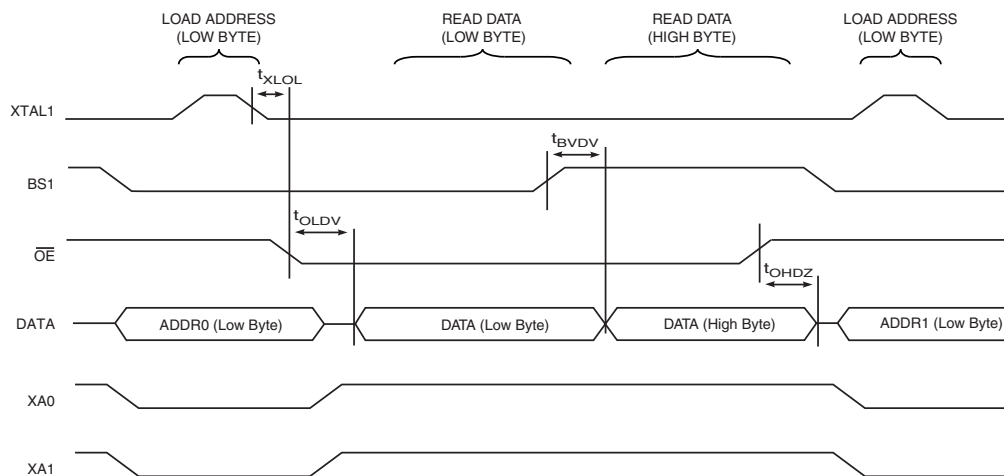 LOAD ADDRESS
(LOW BYTE)
READ DATA
(LOW BYTE)
READ DATA
(HIGH BYTE)
LOAD ADDRESS
(LOW BYTE)
tXLOL
XTAL1
tBVDV
BS1
tOLDV
OE
tOHDZ
DATA
ADDR0 (Low Byte)
DATA (Low Byte)
DATA (High Byte)
ADDR1 (Low Byte)
XA0
XA1